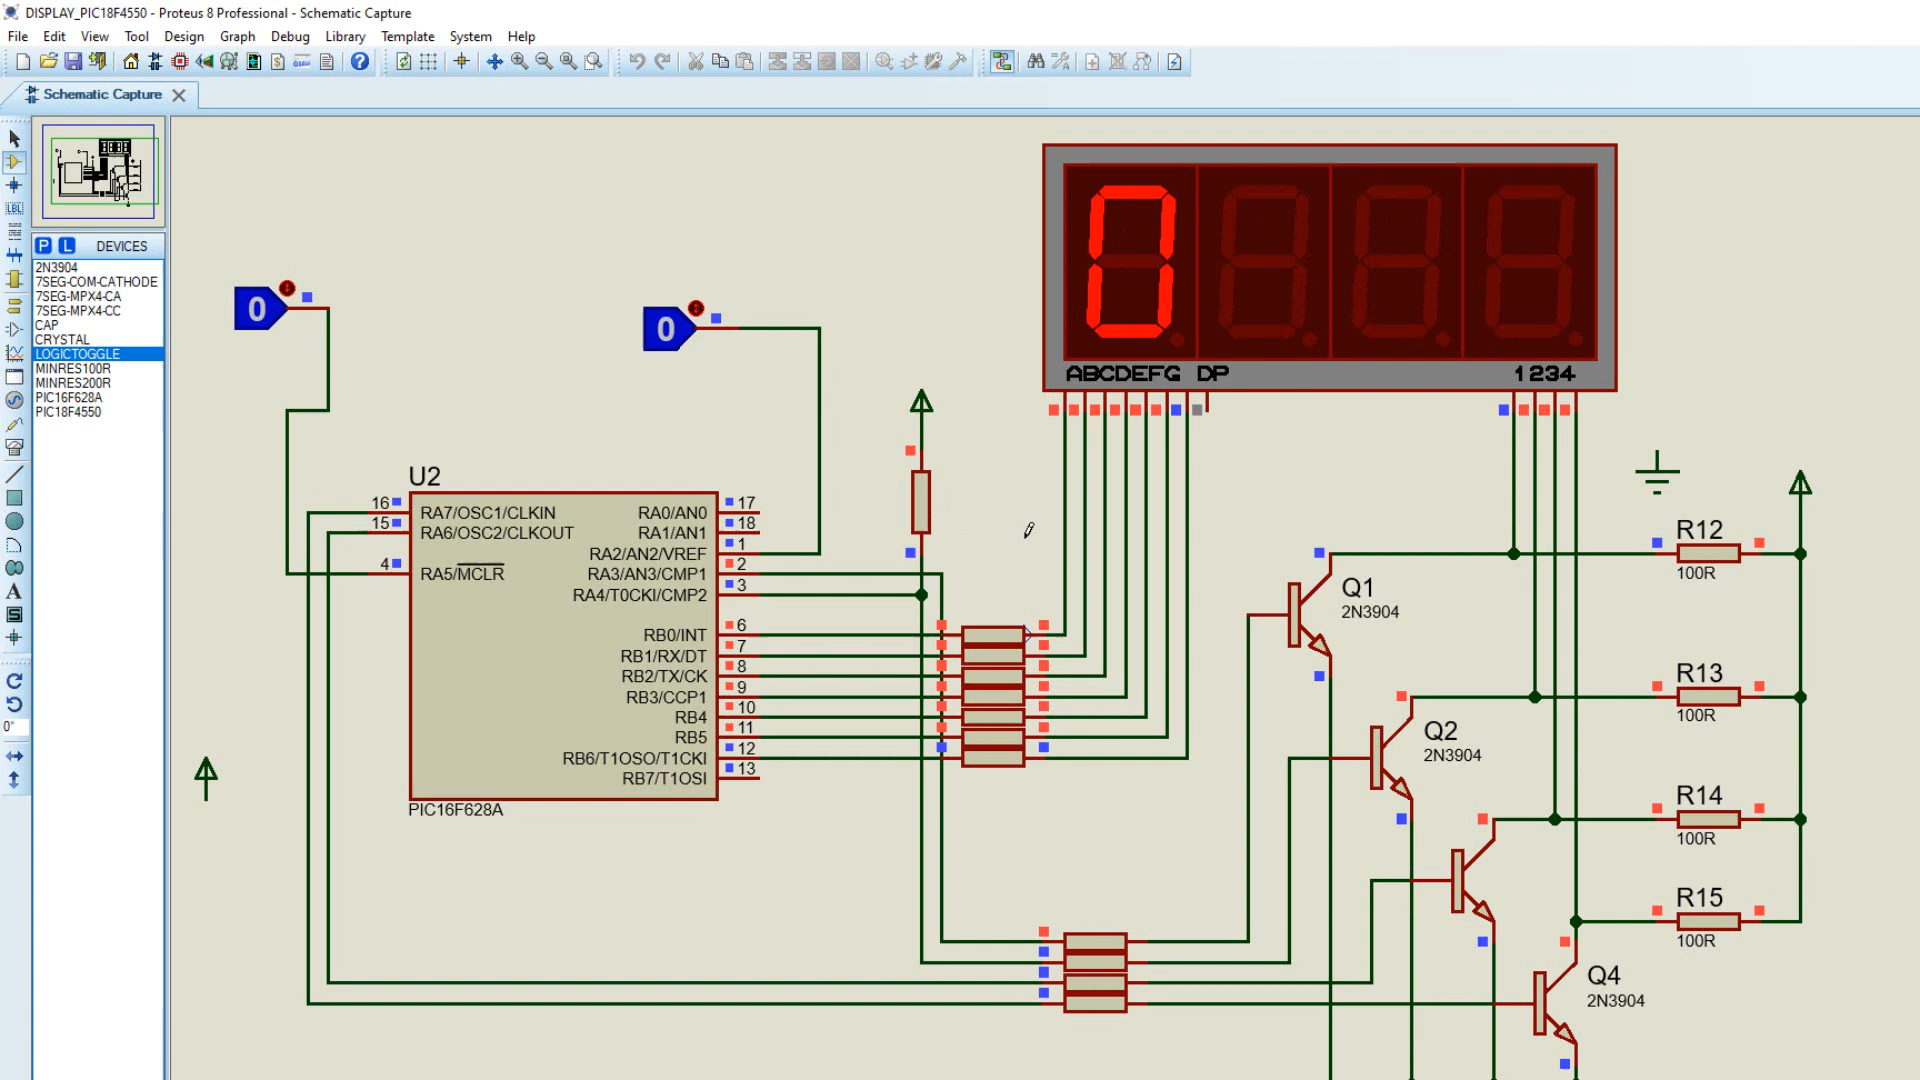 DISPLAY_PIC18F4550 - Proteus 8 Professional - Schematic Capture
File Edit View Tool Design Graph Debug Library Template System Help
Schematic Capture
P L DEVICES
2N3904
7SEG-COM-CATHODE
7SEG-MPX4-CA
7SEG-MPX4-CC
CAP
CRYSTAL
LOGICTOGGLE
MINRES100R
MINRES200R
PIC16F628A
PIC18F4550
LBL
A
S
0°
0
0
0
ABCDEFG DP
1234
U2
16
15
4
RA7/OSC1/CLKIN
RA6/OSC2/CLKOUT
RA5/MCLR
RA0/AN0
RA1/AN1
RA2/AN2/VREF
RA3/AN3/CMP1
RA4/T0CKI/CMP2
RB0/INT
RB1/RX/DT
RB2/TX/CK
RB3/CCP1
RB4
RB5
RB6/T1OSO/T1CKI
RB7/T1OSI
17
18
1
2
3
6
7
8
9
10
11
12
13
PIC16F628A
Q1
2N3904
Q2
2N3904
Q4
2N3904
R12
100R
R13
100R
R14
100R
R15
100R